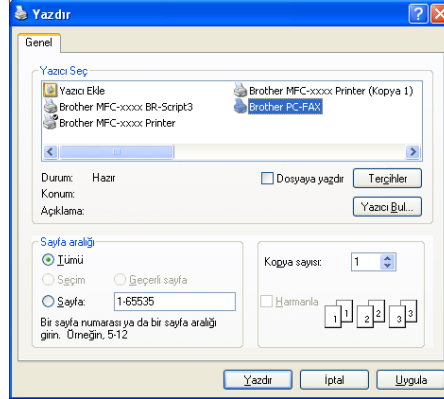 Yazdır
Genel
Yazıcı Seç
Yazıcı Ekle
Brother MFC-xxxx BR-Script3
Brother MFC-xxxx Printer
Brother MFC-xxxx Printer (Kopya 1)
Brother PC-FAX
Durum: Hazır
Konum:
Açıklama:
Dosyaya yazdır
Tercihler
Yazıcı Bul...
Sayfa aralığı
Tümü
Seçim Geçerli sayfa
Sayfa: 1-65535
Bir sayfa numarası ya da bir sayfa aralığı
girin. Örneğin, 5-12
Kopya sayısı: 1
Harmanla
1 1 2 2 3 3
Yazdır İptal Uygula